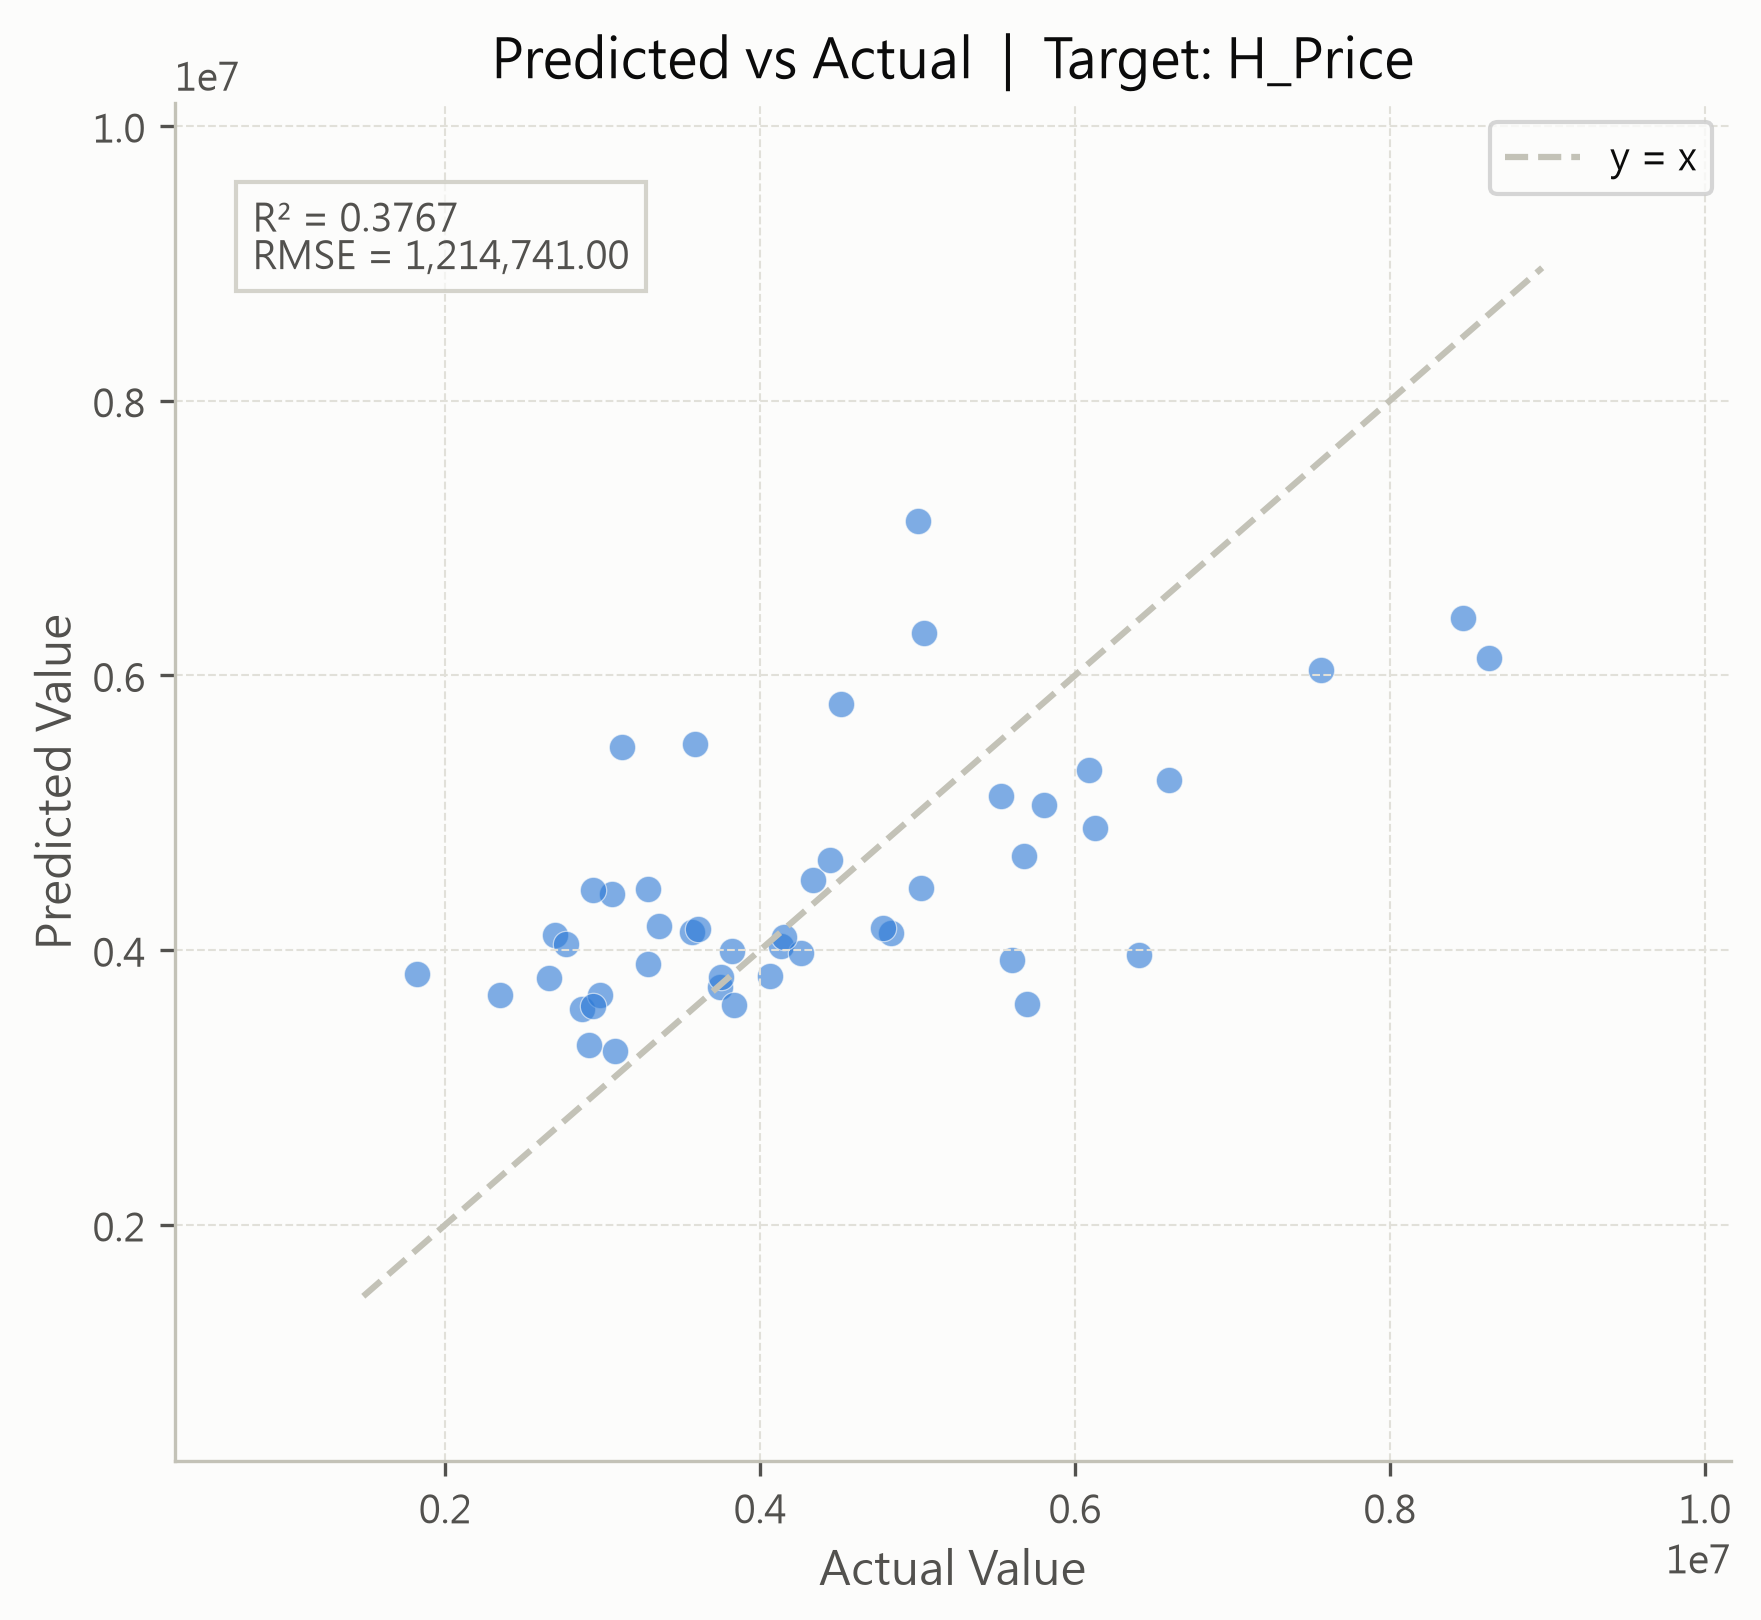 Predicted vs Actual | Target: H_Price
1e7
1.0
0.8
0.6
0.4
0.2
Predicted Value
R² = 0.3767
RMSE = 1,214,741.00
y = x
0.2 0.4 0.6 0.8 1.0
1e7
Actual Value